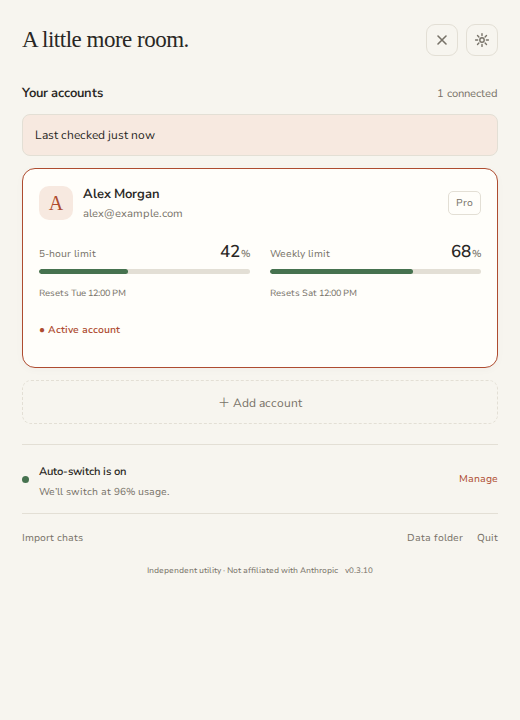 A little more room.
Your accounts
1 connected
Last checked just now
A
Alex Morgan
alex@example.com
Pro
5-hour limit
42%
Weekly limit
68%
Resets Tue 12:00 PM
Resets Sat 12:00 PM
● Active account
+ Add account
Auto-switch is on
We'll switch at 96% usage.
Manage
Import chats
Data folder
Quit
Independent utility · Not affiliated with Anthropic v0.3.10